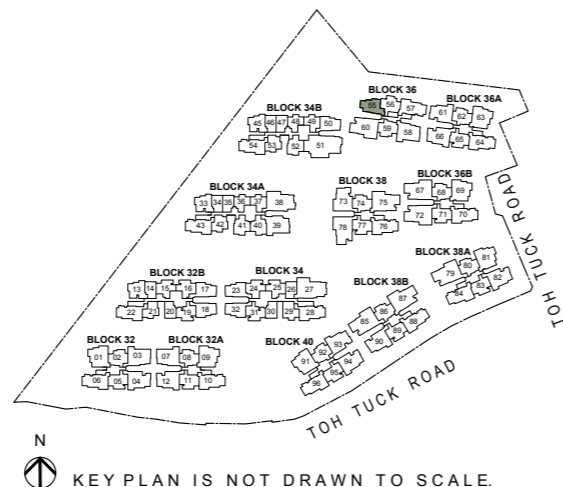 BLOCK 36
55 56 57
60 59 58
BLOCK 36A
61 62 63
66 65 64
BLOCK 34B
45 46 47 48 49 50
54 53 52 51
BLOCK 36B
67 68 69
72 71 70
BLOCK 38
73 74 75
78 77 76
BLOCK 34A
33 34 35 36 37 38
43 42 41 40 39
BLOCK 38A
79 80 81
84 83 82
BLOCK 32B
13 14 15 16 17
22 21 20 19 18
BLOCK 34
23 24 25 26 27
32 31 30 29 28
BLOCK 38B
85 86 87
90 89 88
BLOCK 32
01 02 03
06 05 04
BLOCK 32A
07 08 09
12 11 10
BLOCK 40
91 92 93
96 95 94
TOH TUCK ROAD
TOH TUCK ROAD
TOH
N
KEY PLAN IS NOT DRAWN TO SCALE.